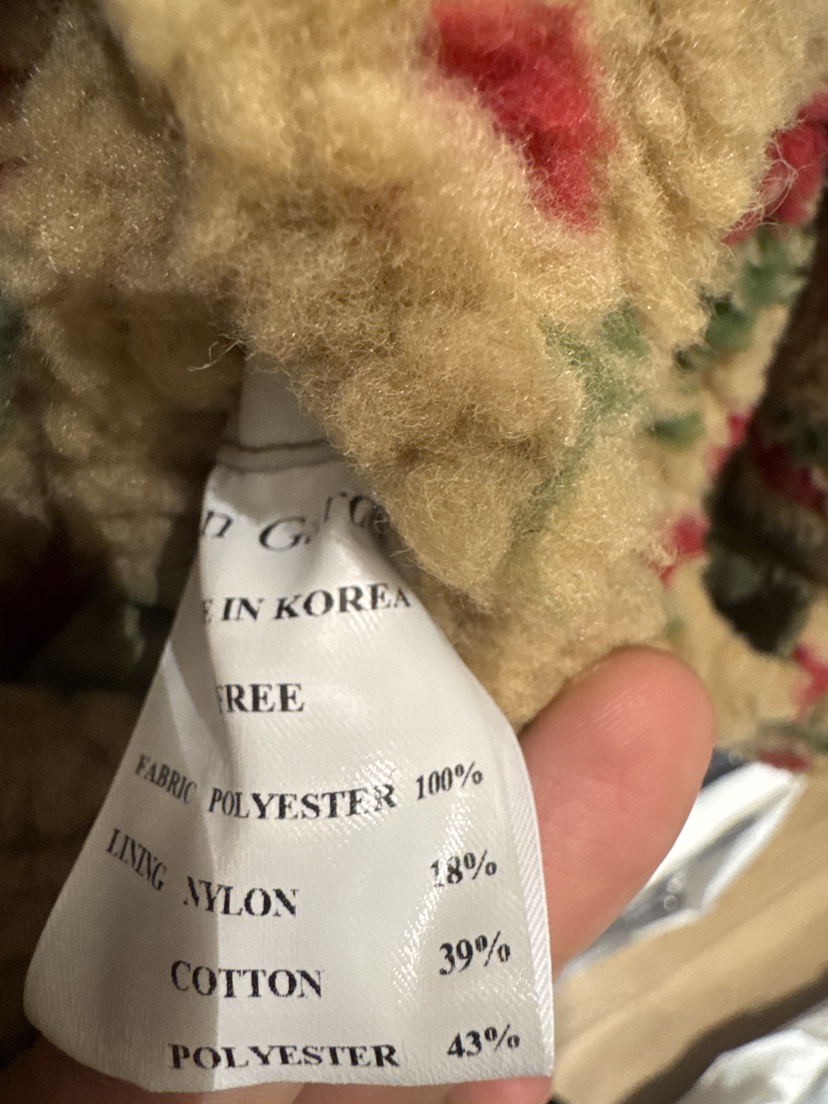 IN KOREA
FREE
FABRIC POLYESTER 100%
LINING NYLON 18%
COTTON 39%
POLYESTER 43%